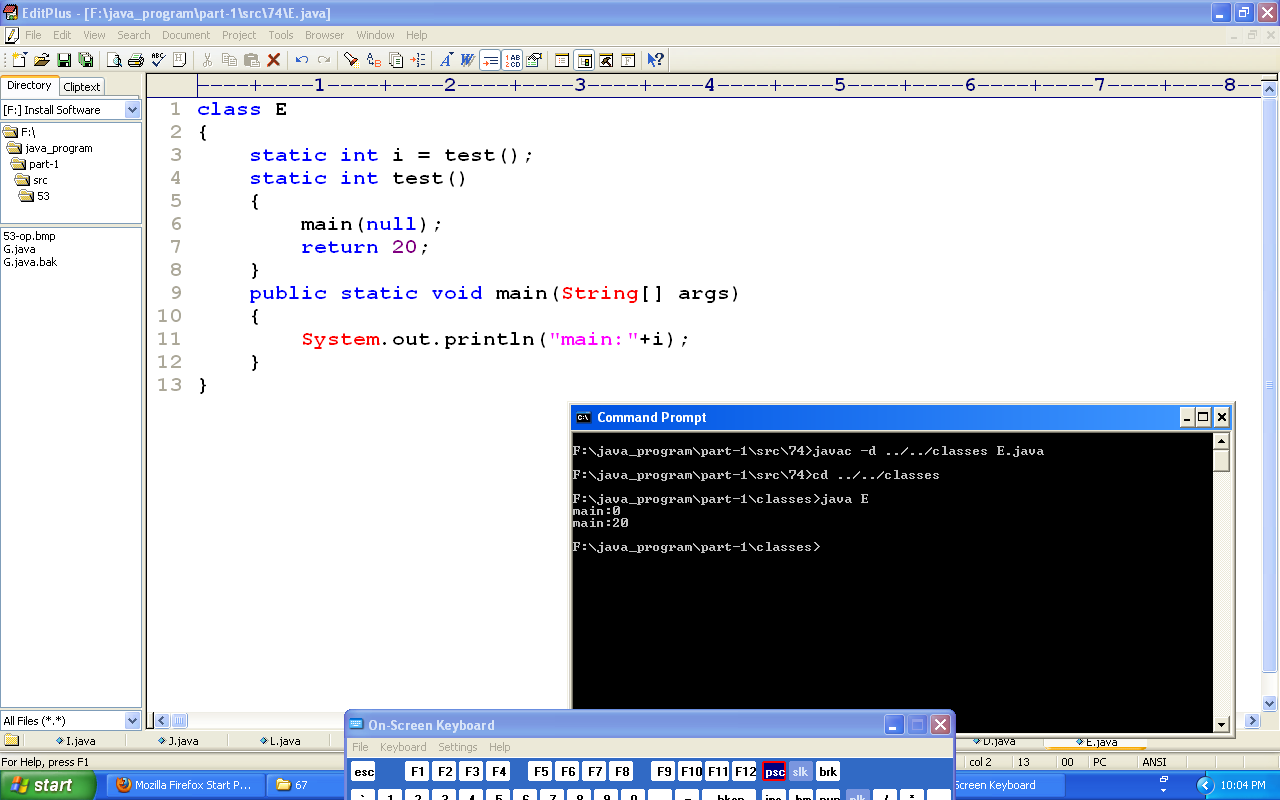 EditPlus - [F:\java_program\part-1\src\74\E.java]
File Edit View Search Document Project Tools Browser Window Help
Directory Cliptext
[F:] Install Software
F:\
java_program
part-1
src
53
53-op.bmp
G.java
G.java.bak
All Files (*.*)
----+----1----+----2----+----3----+----4----+----5----+----6----+----7----+----8--
1 class E
2 {
3 static int i = test();
4 static int test()
5 {
6 main(null);
7 return 20;
8 }
9 public static void main(String[] args)
10 {
11 System.out.println("main:"+i);
12 }
13 }
Command Prompt
F:\java_program\part-1\src\74>javac -d ../../classes E.java
F:\java_program\part-1\src\74>cd ../../classes
F:\java_program\part-1\classes>java E
main:0
main:20
F:\java_program\part-1\classes>
I.java J.java L.java D.java E.java
For Help, press F1 col 2 13 00 PC ANSI
On-Screen Keyboard
File Keyboard Settings Help
esc F1 F2 F3 F4 F5 F6 F7 F8 F9 F10 F11 F12 psc slk brk
start Mozilla Firefox Start P... 67 Screen Keyboard 10:04 PM